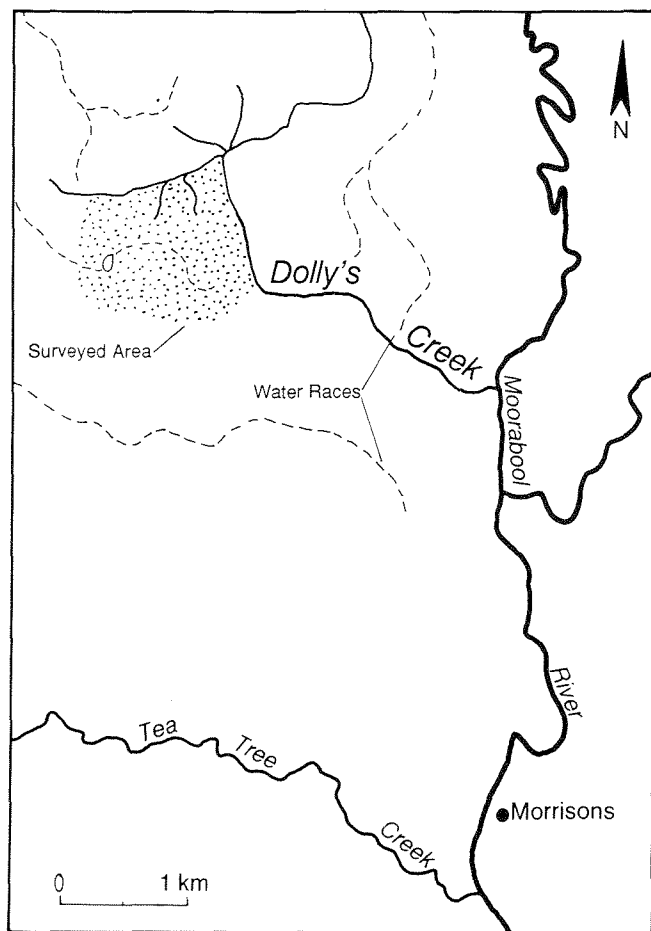 N
Dolly's
Creek
Surveyed Area
Water Races
Moorabool
River
Tea
Tree
Creek
Morrisons
0 1 km